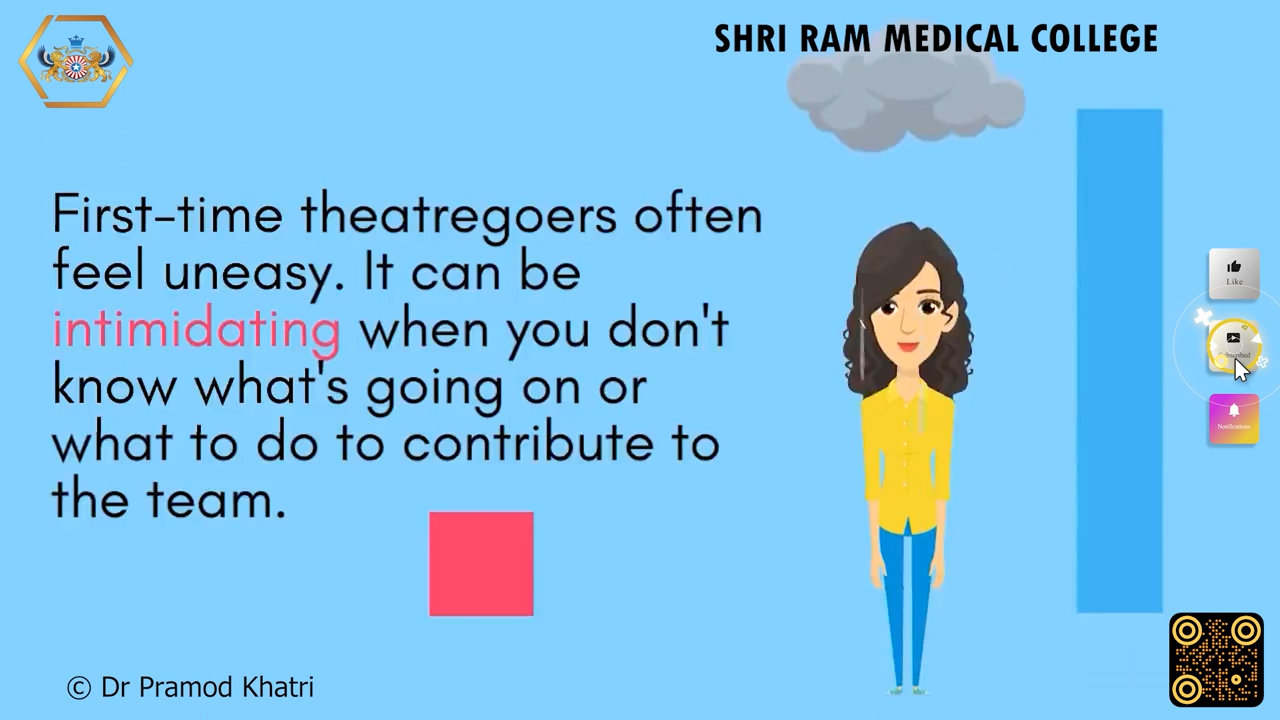 SHRI RAM MEDICAL COLLEGE
First-time theatregoers often
feel uneasy. It can be
intimidating when you don't
know what's going on or
what to do to contribute to
the team.
Like
Notifications
© Dr Pramod Khatri